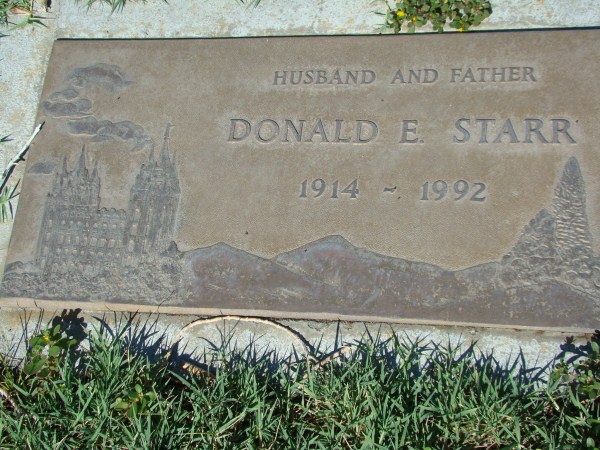 HUSBAND AND FATHER
DONALD E. STARR
1914 ~ 1992